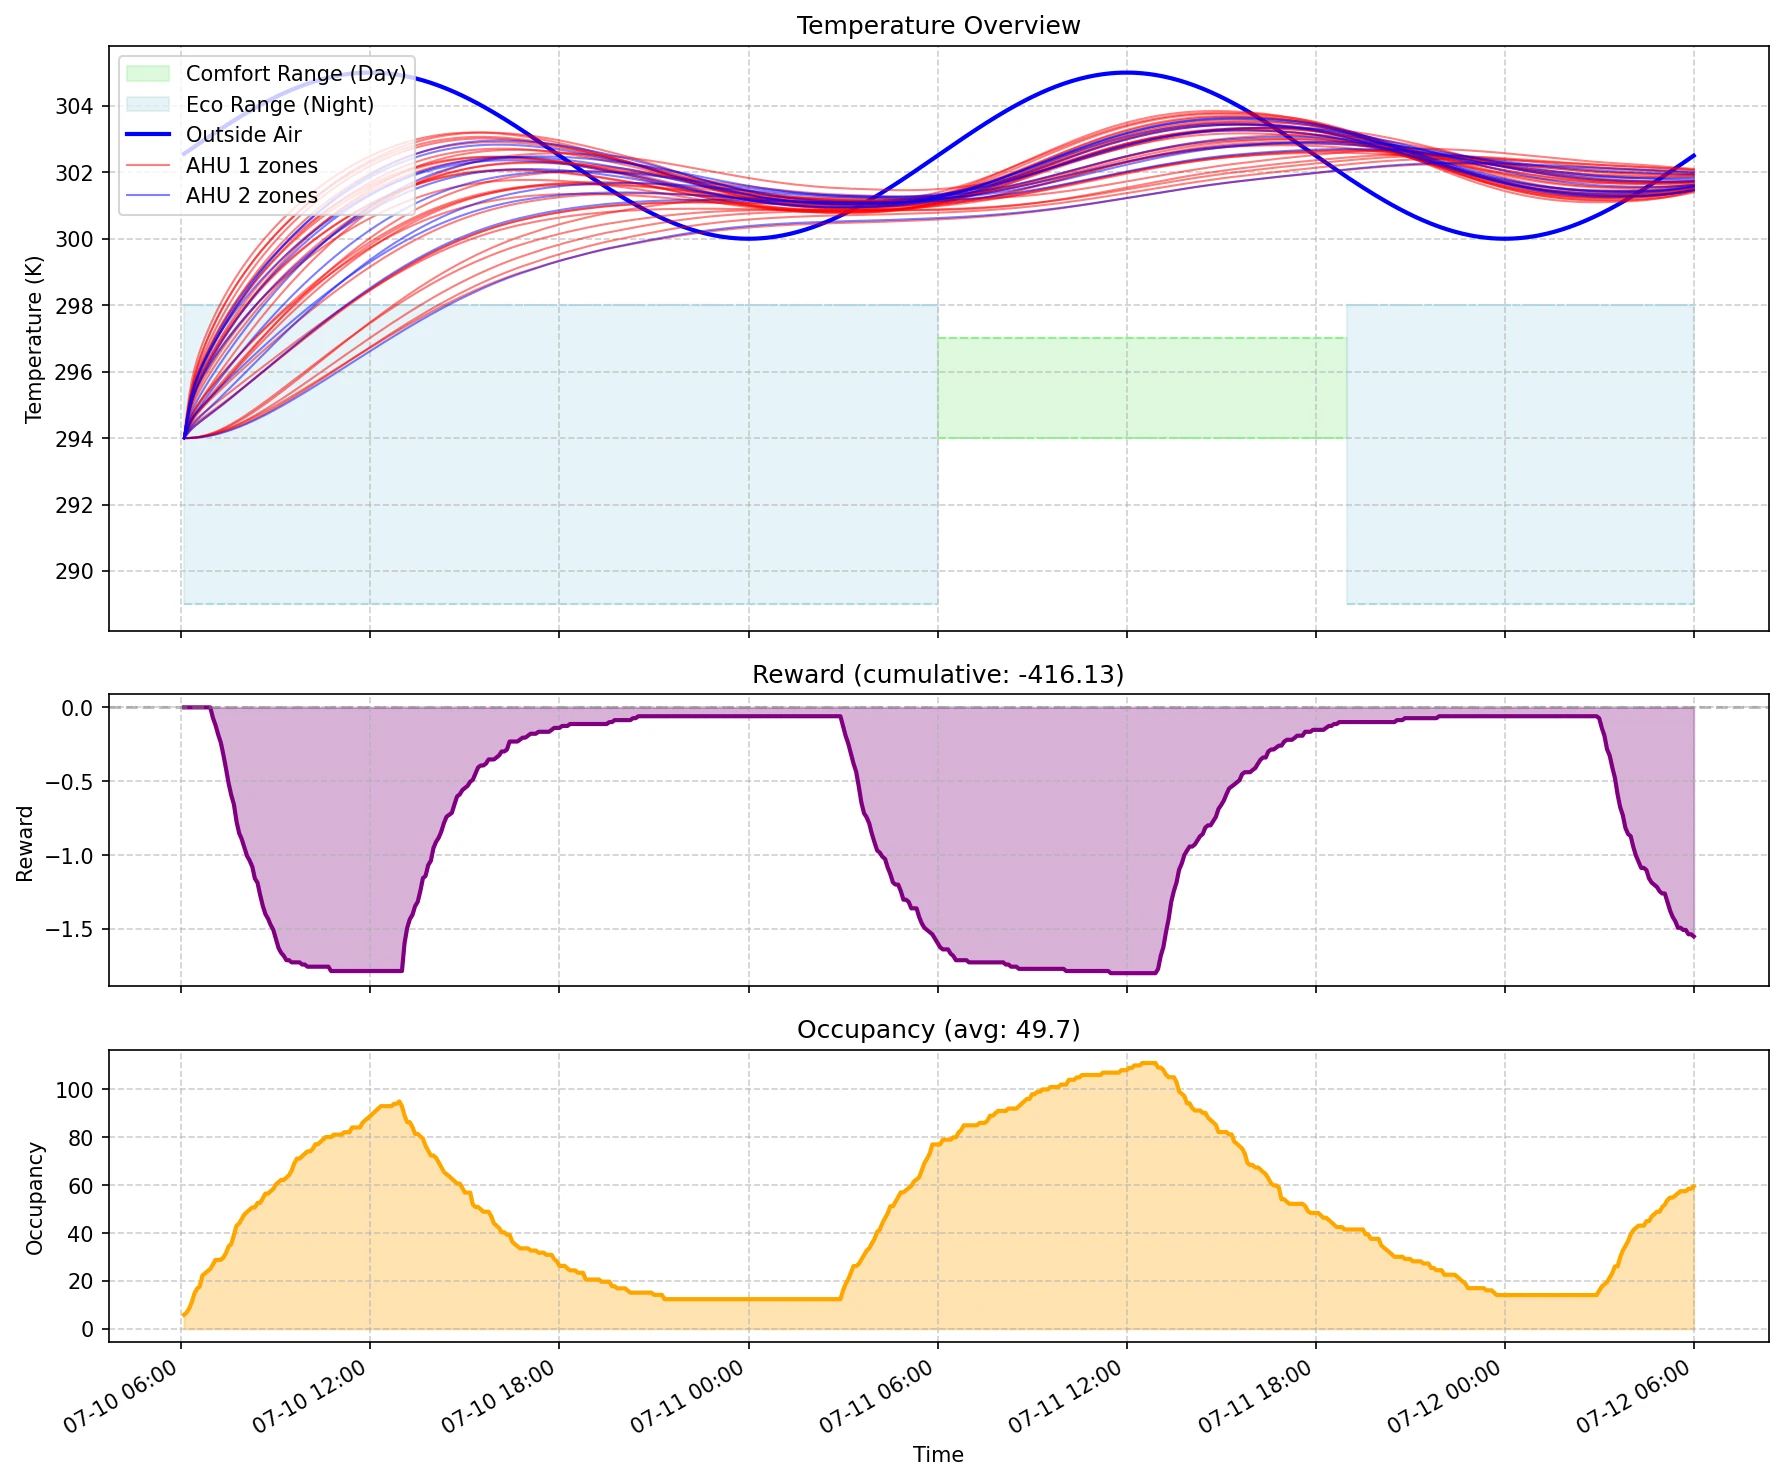 Temperature Overview
Comfort Range (Day)
Eco Range (Night)
Outside Air
AHU 1 zones
AHU 2 zones
Temperature (K)
304
302
300
298
296
294
292
290
Reward (cumulative: -416.13)
Reward
0.0
−0.5
−1.0
−1.5
Occupancy (avg: 49.7)
Occupancy
100
80
60
40
20
0
07-10 06:00
07-10 12:00
07-10 18:00
07-11 00:00
07-11 06:00
07-11 12:00
07-11 18:00
07-12 00:00
07-12 06:00
Time